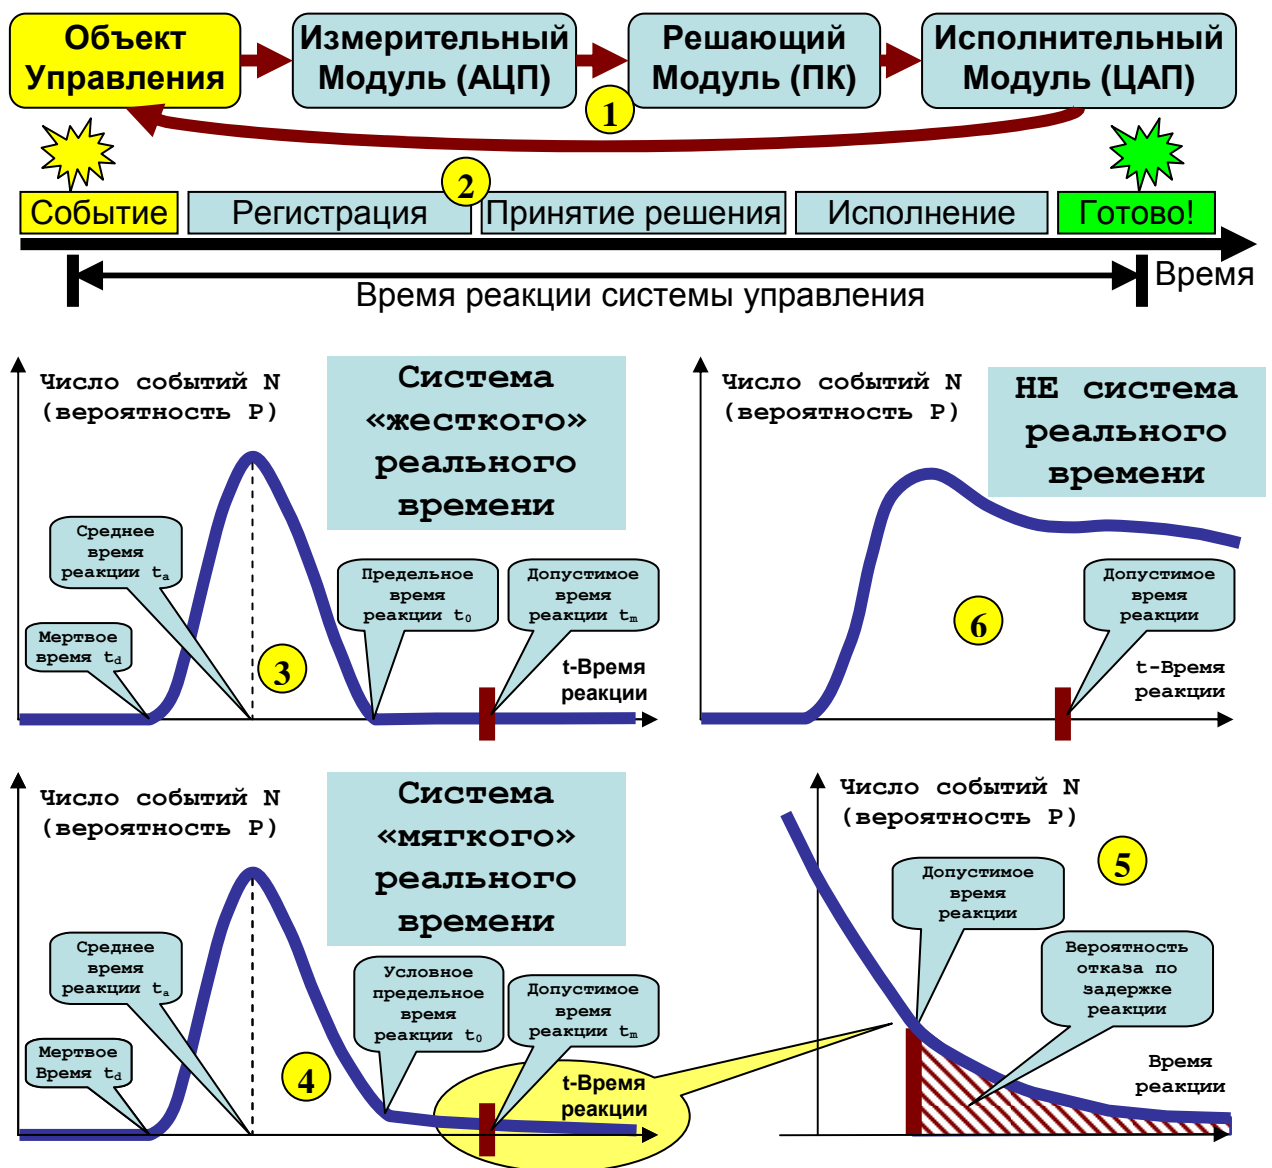 Объект
Управления
Измерительный
Модуль (АЦП)
Решающий
Модуль (ПК)
Исполнительный
Модуль (ЦАП)
1
2
Событие
Регистрация
Принятие решения
Исполнение
Готово!
Время
Время реакции системы управления
Число событий N
(вероятность P)
Система
«жесткого»
реального
времени
Среднее
время
реакции tₐ
Мертвое
время t_d
Предельное
время
реакции t₀
Допустимое
время
реакции tₘ
3
t-Время
реакции
Число событий N
(вероятность P)
НЕ система
реального
времени
Допустимое
время
реакции
6
t-Время
реакции
Число событий N
(вероятность P)
Система
«мягкого»
реального
времени
Среднее
время
реакции tₐ
Мертвое
Время t_d
Условное
предельное
время
реакции t₀
Допустимое
время
реакции tₘ
4
t-Время
реакции
Число событий N
(вероятность P)
5
Допустимое
время
реакции
Вероятность
отказа по
задержке
реакции
Время
реакции